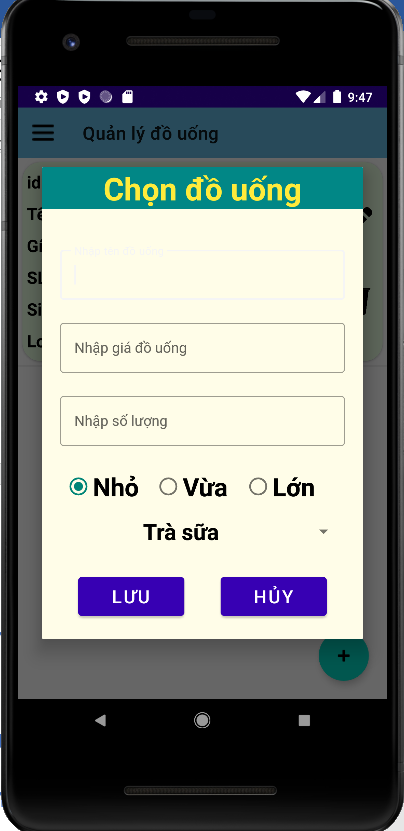 9:47
Quản lý đồ uống
id
Chọn đồ uống
Nhập giá đồ uống
Nhập số lượng
Nhỏ Vừa Lớn
Trà sữa
LƯU HỦY
+